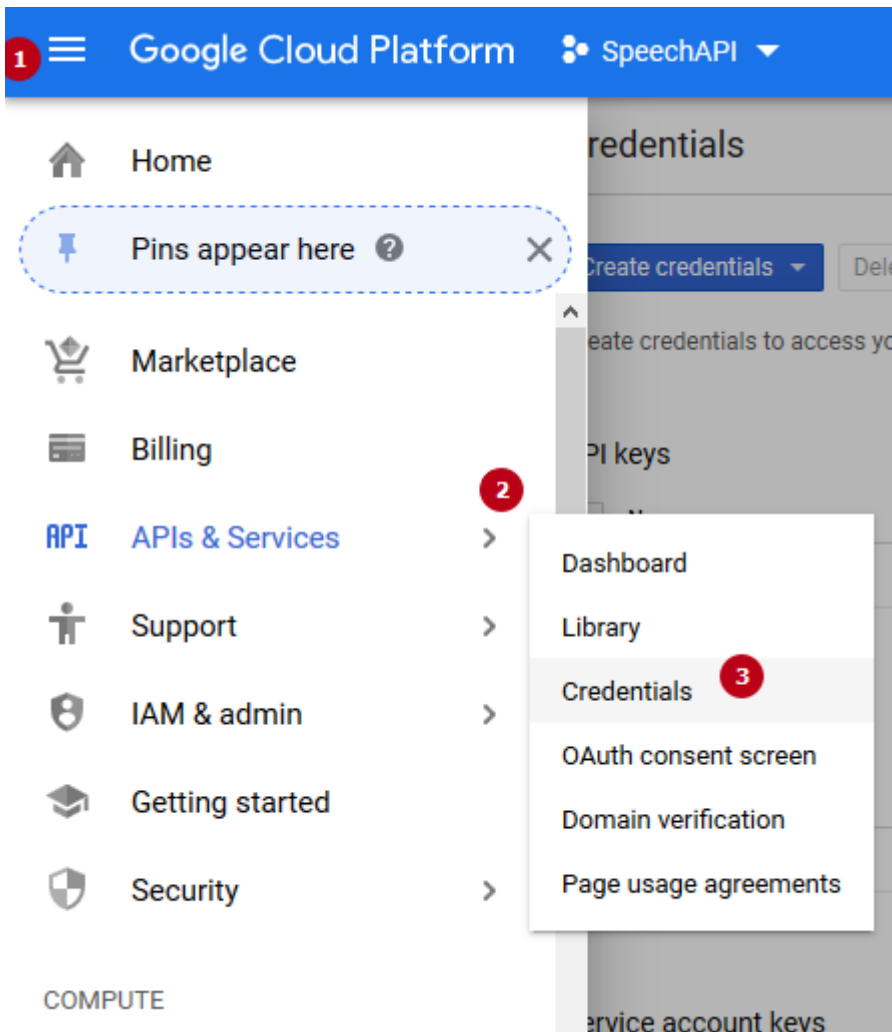 1 Google Cloud Platform SpeechAPI
Home
redentials
Pins appear here
Create credentials
eate credentials to access
Marketplace
Billing
PI keys
2
API APIs & Services
Dashboard
Support
Library
Credentials 3
IAM & admin
OAuth consent screen
Getting started
Domain verification
Security
Page usage agreements
COMPUTE
ervice account keys